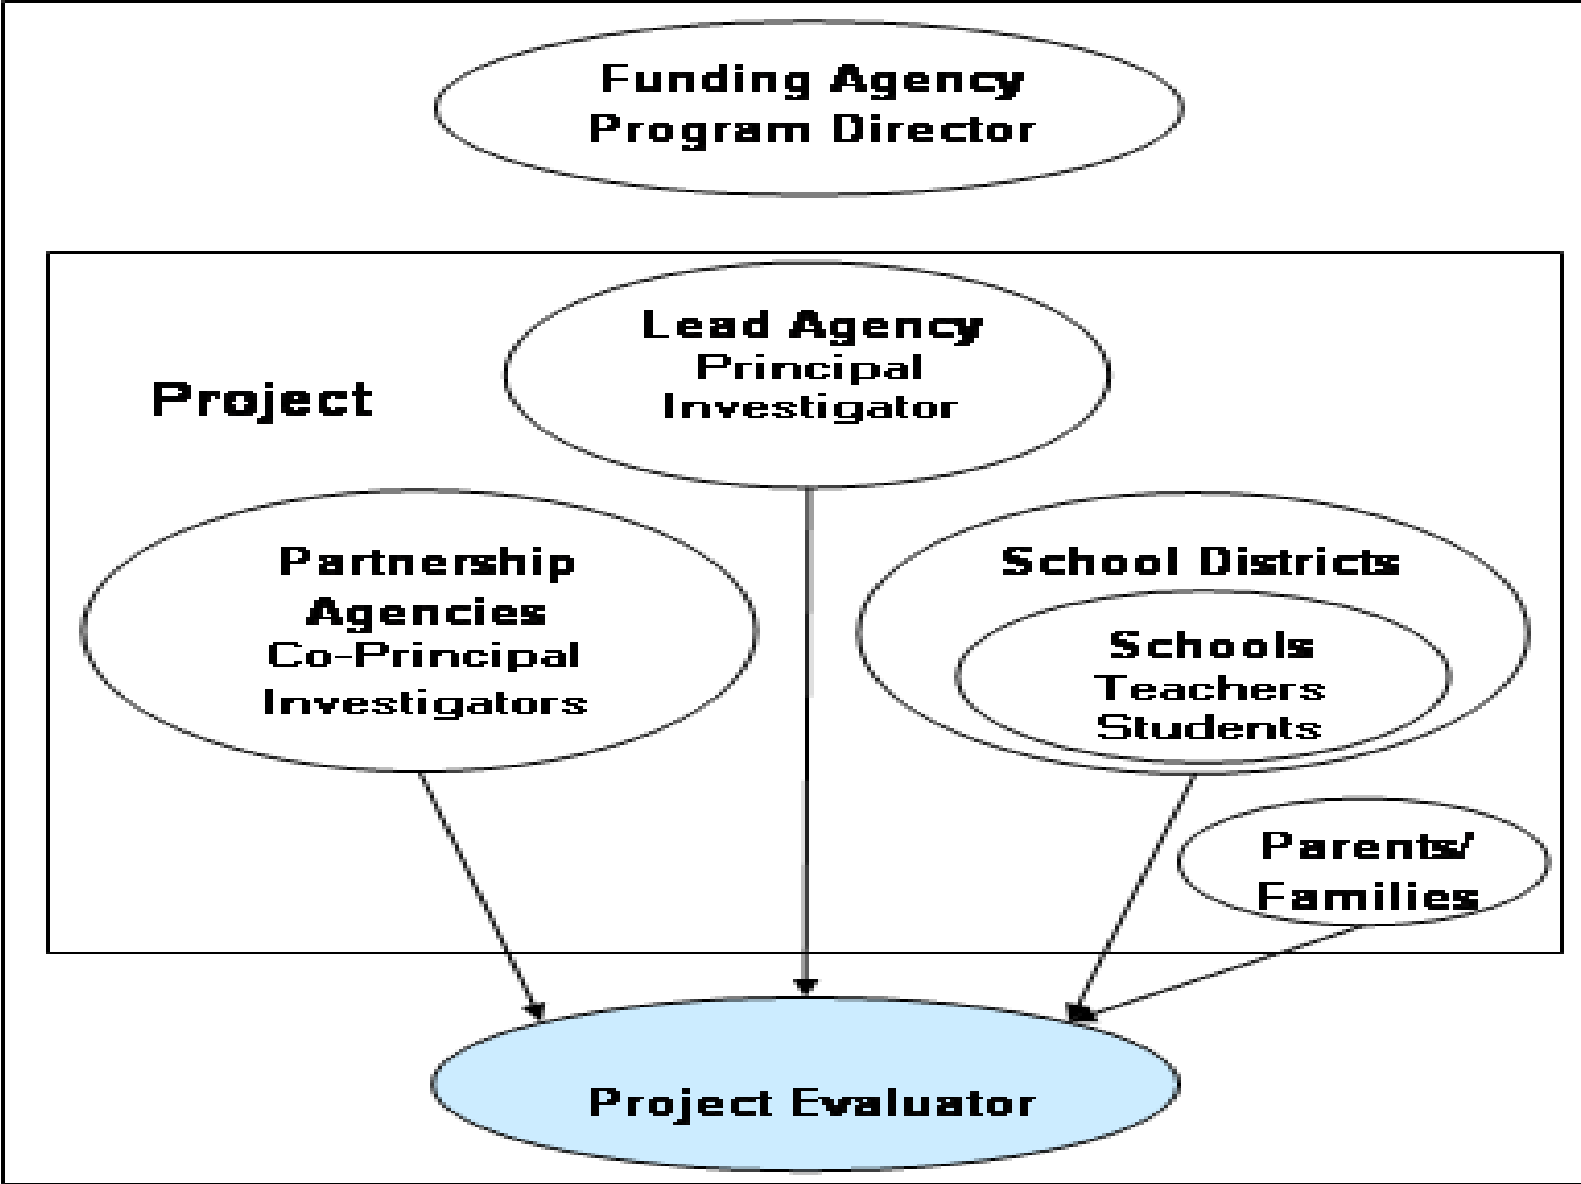 Funding Agency
Program Director
Lead Agency
Principal
Investigator
Project
Partnership
Agencies
Co-Principal
Investigators
School Districts
Schools
Teachers
Students
Parents/
Families
Project Evaluator